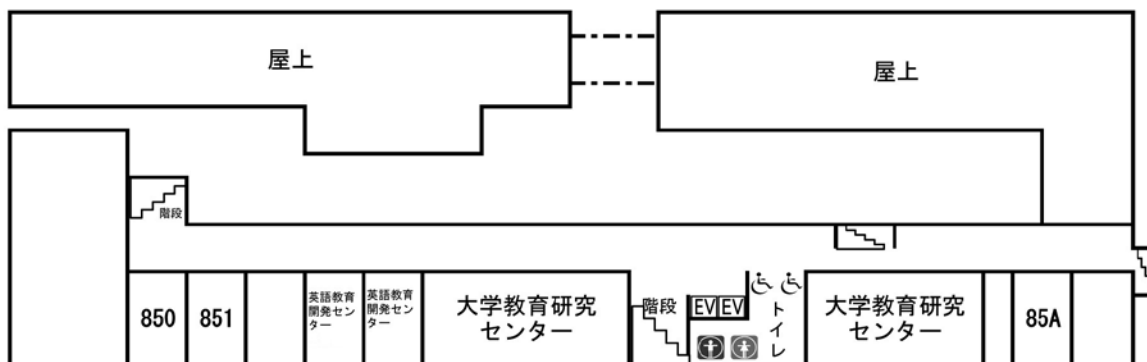 屋上
屋上
階段
850
851
英語教育
開発セン
ター
英語教育
開発セン
ター
大学教育研究
センター
階段
EV
EV
トイレ
大学教育研究
センター
85A